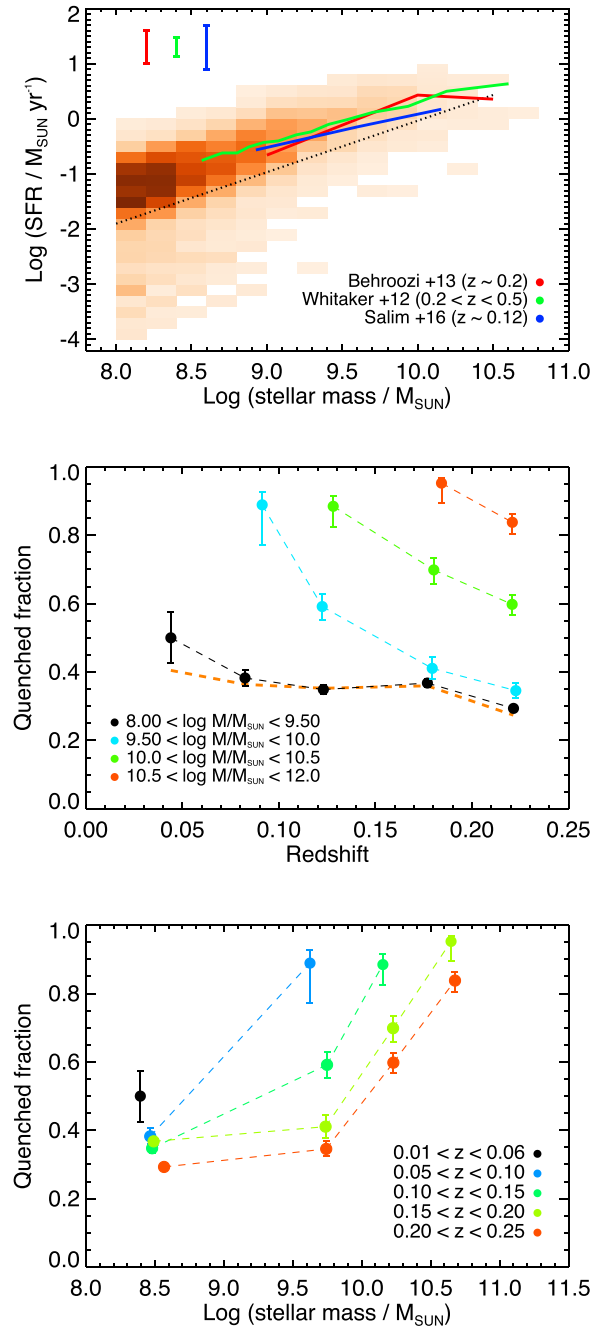 2
1
0
-1
-2
-3
-4
Log (SFR / M_SUN yr⁻¹)
Behroozi +13 (z ~ 0.2)
Whitaker +12 (0.2 < z < 0.5)
Salim +16 (z ~ 0.12)
8.0 8.5 9.0 9.5 10.0 10.5 11.0
Log (stellar mass / M_SUN)
1.0
0.8
0.6
0.4
0.2
0.0
Quenched fraction
8.00 < log M/M_SUN < 9.50
9.50 < log M/M_SUN < 10.0
10.0 < log M/M_SUN < 10.5
10.5 < log M/M_SUN < 12.0
0.00 0.05 0.10 0.15 0.20 0.25
Redshift
1.0
0.8
0.6
0.4
0.2
0.0
Quenched fraction
0.01 < z < 0.06
0.05 < z < 0.10
0.10 < z < 0.15
0.15 < z < 0.20
0.20 < z < 0.25
8.0 8.5 9.0 9.5 10.0 10.5 11.0 11.5
Log (stellar mass / M_SUN)